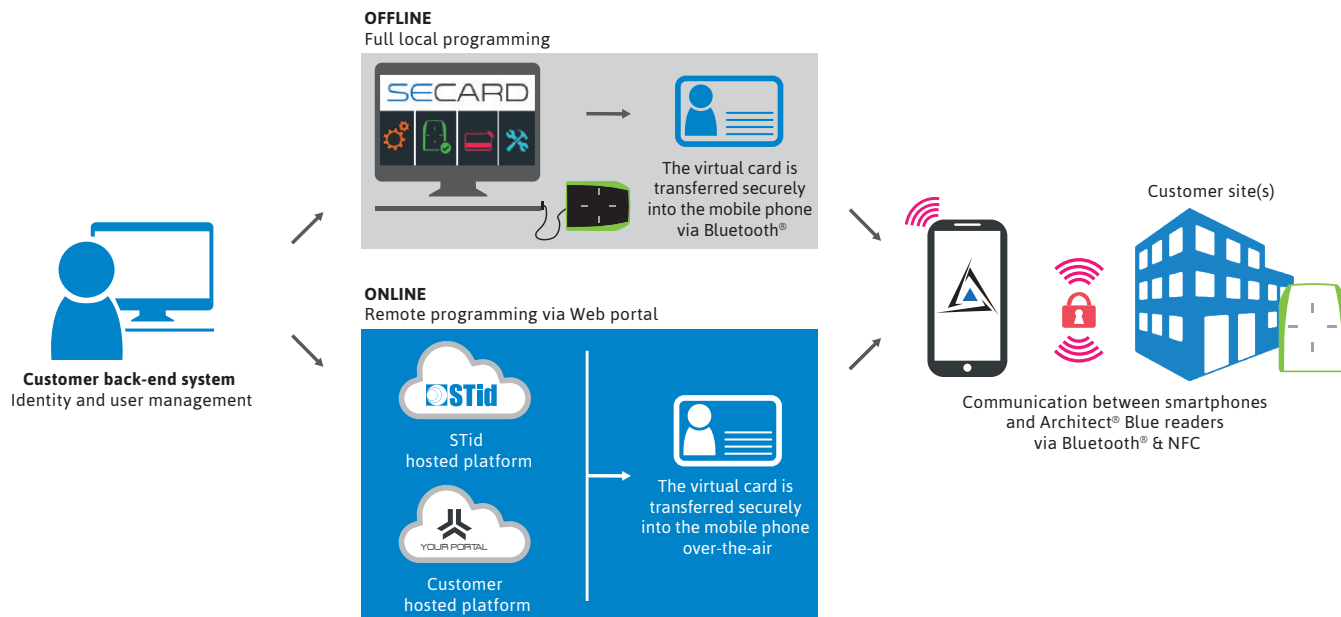 OFFLINE
Full local programming
SECARD
The virtual card is
transferred securely
into the mobile phone
via Bluetooth®
Customer back-end system
Identity and user management
ONLINE
Remote programming via Web portal
STid
STid
hosted platform
YOUR PORTAL
Customer
hosted platform
The virtual card is
transferred securely
into the mobile phone
over-the-air
Customer site(s)
Communication between smartphones
and Architect® Blue readers
via Bluetooth® & NFC